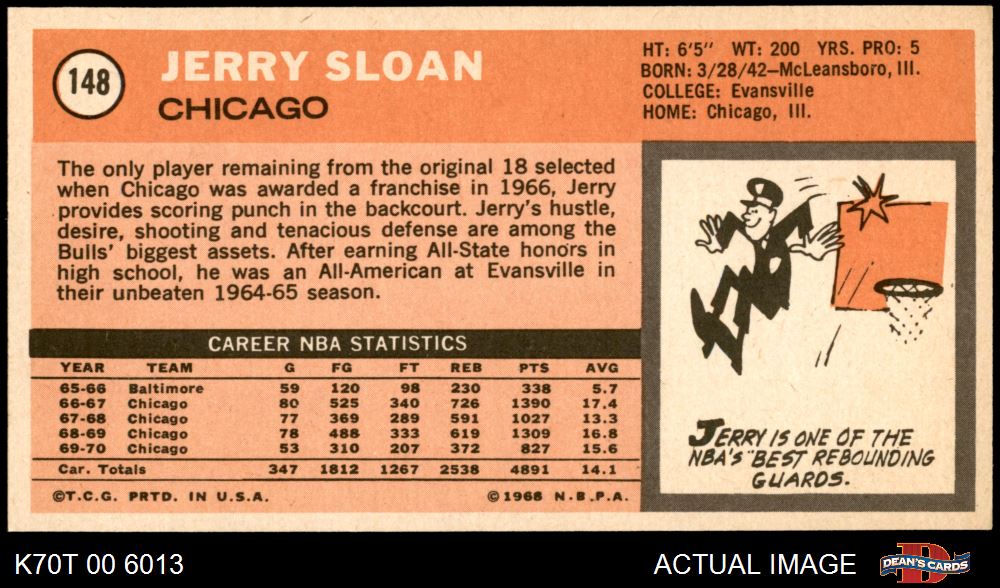 148
JERRY SLOAN
CHICAGO
HT: 6'5" WT: 200 YRS. PRO: 5
BORN: 3/28/42—McLeansboro, Ill.
COLLEGE: Evansville
HOME: Chicago, Ill.
The only player remaining from the original 18 selected
when Chicago was awarded a franchise in 1966, Jerry
provides scoring punch in the backcourt. Jerry's hustle,
desire, shooting and tenacious defense are among the
Bulls' biggest assets. After earning All-State honors in
high school, he was an All-American at Evansville in
their unbeaten 1964-65 season.
CAREER NBA STATISTICS
YEAR TEAM G FG FT REB PTS AVG
65-66 Baltimore 59 120 98 230 338 5.7
66-67 Chicago 80 525 340 726 1390 17.4
67-68 Chicago 77 369 289 591 1027 13.3
68-69 Chicago 78 488 333 619 1309 16.8
69-70 Chicago 53 310 207 372 827 15.6
Car. Totals 347 1812 1267 2538 4891 14.1
©T.C.G. PRTD. IN U.S.A. ©1968 N.B.P.A.
JERRY IS ONE OF THE
NBA'S BEST REBOUNDING
GUARDS.
K70T 00 6013
ACTUAL IMAGE
DEAN'S CARDS